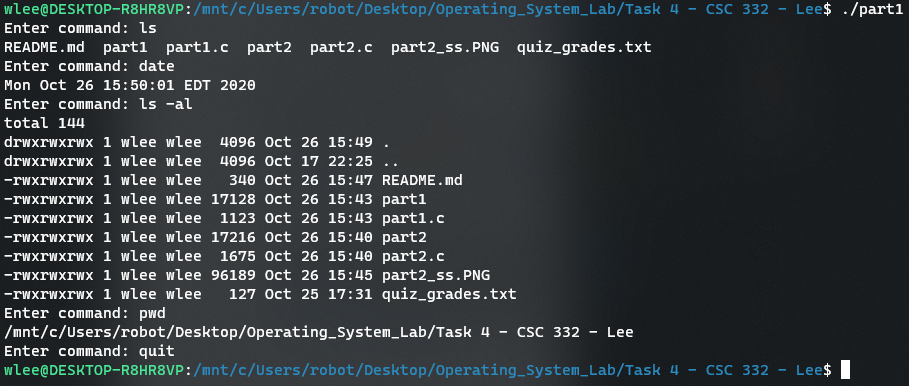 wlee@DESKTOP-R8HR8VP:/mnt/c/Users/robot/Desktop/Operating_System_Lab/Task 4 - CSC 332 - Lee$ ./part1
Enter command: ls
README.md  part1  part1.c  part2  part2.c  part2_ss.PNG  quiz_grades.txt
Enter command: date
Mon Oct 26 15:50:01 EDT 2020
Enter command: ls -al
total 144
drwxrwxrwx 1 wlee wlee  4096 Oct 26 15:49 .
drwxrwxrwx 1 wlee wlee  4096 Oct 17 22:25 ..
-rwxrwxrwx 1 wlee wlee   340 Oct 26 15:47 README.md
-rwxrwxrwx 1 wlee wlee 17128 Oct 26 15:43 part1
-rwxrwxrwx 1 wlee wlee  1123 Oct 26 15:43 part1.c
-rwxrwxrwx 1 wlee wlee 17216 Oct 26 15:40 part2
-rwxrwxrwx 1 wlee wlee  1675 Oct 26 15:40 part2.c
-rwxrwxrwx 1 wlee wlee 96189 Oct 26 15:45 part2_ss.PNG
-rwxrwxrwx 1 wlee wlee   127 Oct 25 17:31 quiz_grades.txt
Enter command: pwd
/mnt/c/Users/robot/Desktop/Operating_System_Lab/Task 4 - CSC 332 - Lee
Enter command: quit
wlee@DESKTOP-R8HR8VP:/mnt/c/Users/robot/Desktop/Operating_System_Lab/Task 4 - CSC 332 - Lee$